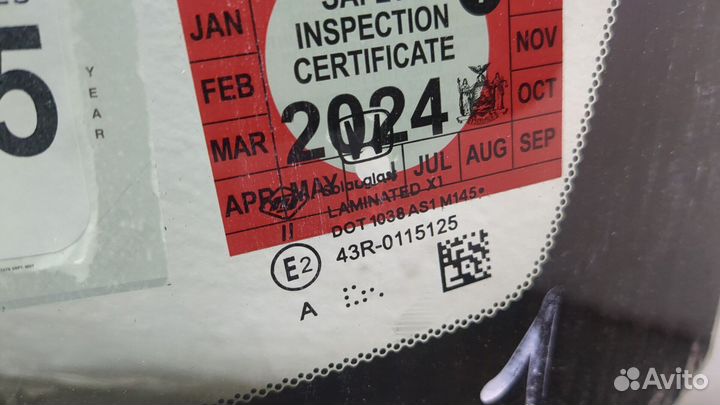 5
YEAR
JAN
FEB
MAR
APR
MAY
JUL
AUG
SEP
OCT
NOV
INSPECTION
CERTIFICATE
2024
LAMINATED X1
DOT 1038 AS1 M145
II
E2
43R-0115125
A
Avito